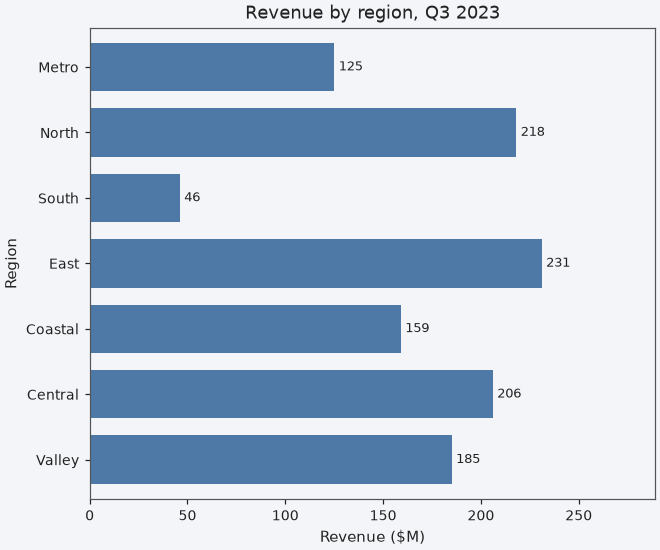 Revenue by region, Q3 2023
Region
Metro 125
North 218
South 46
East 231
Coastal 159
Central 206
Valley 185
0 50 100 150 200 250
Revenue ($M)